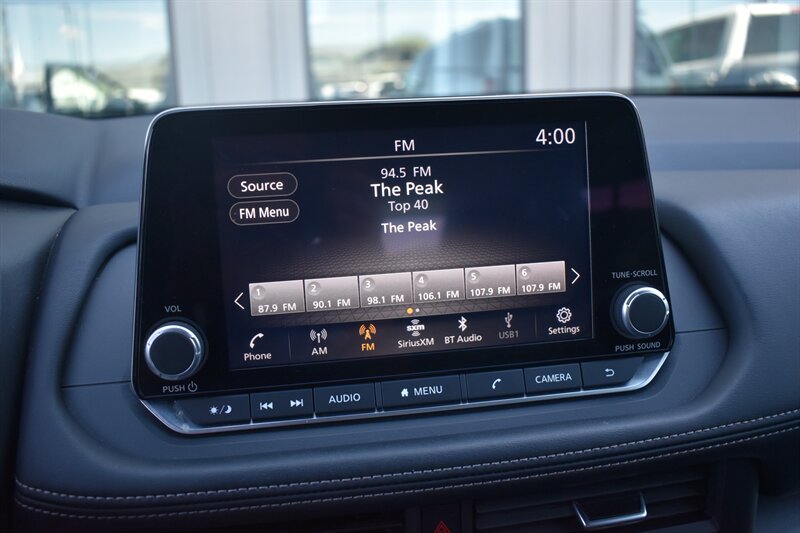 FM
4:00
94.5 FM
Source
The Peak
FM Menu
Top 40
The Peak
1 2 3 4 5 6
87.9 FM 90.1 FM 98.1 FM 106.1 FM 107.9 FM 107.9 FM
TUNE·SCROLL
VOL
Phone AM FM SXM SiriusXM BT Audio USB1 Settings
PUSH
PUSH SOUND
AUDIO MENU CAMERA